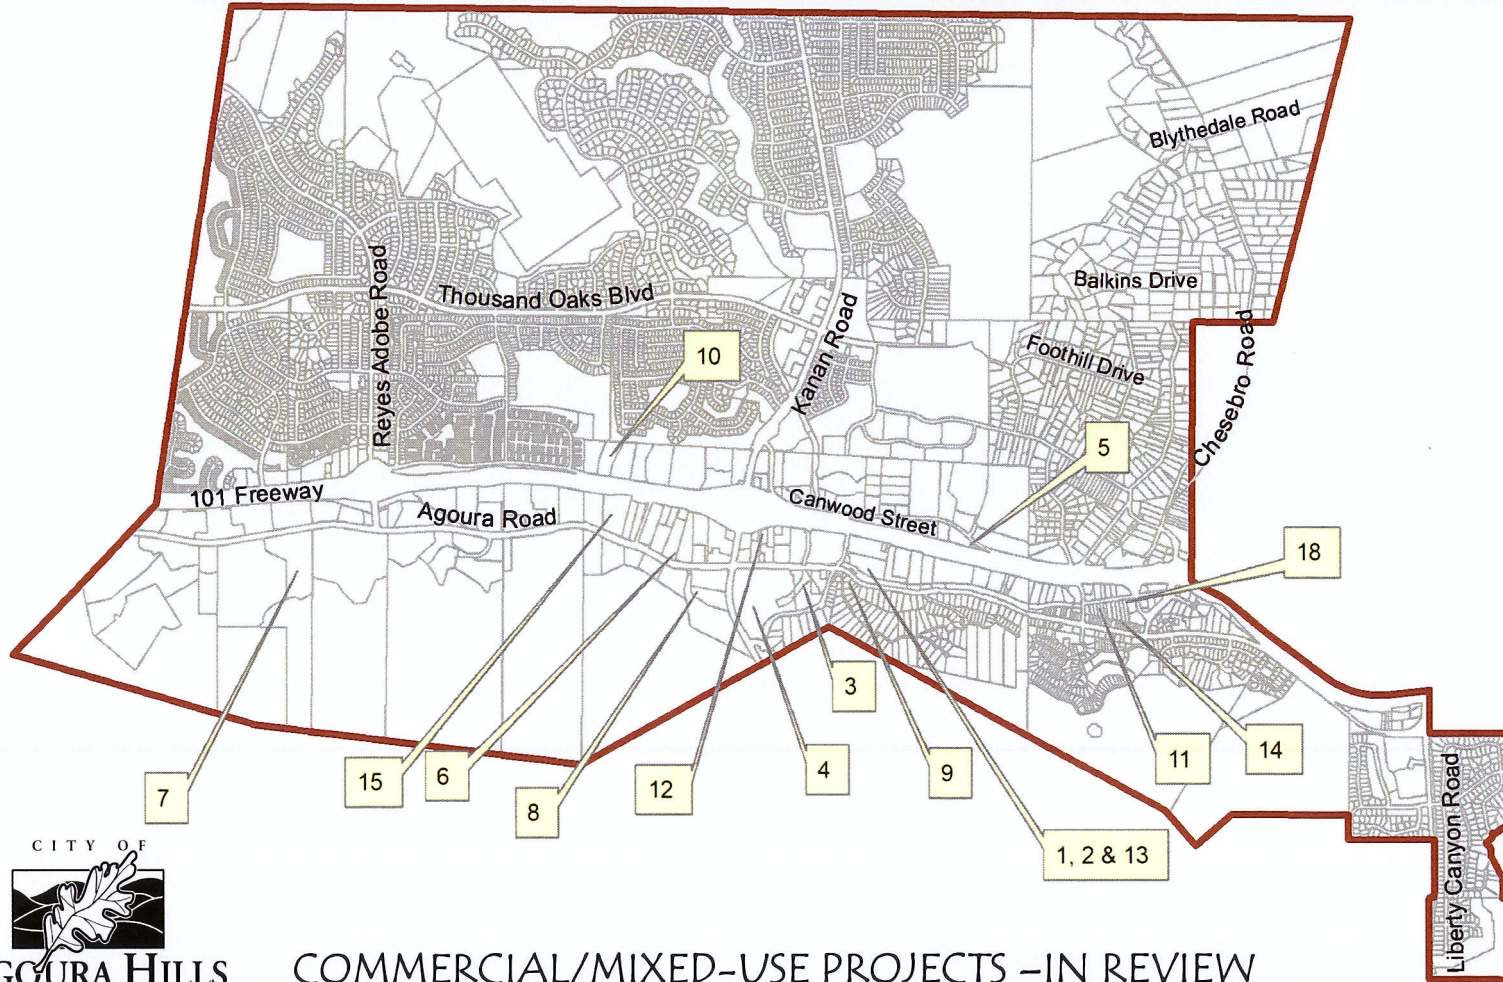 Blythedale Road
Balkins Drive
Thousand Oaks Blvd
Reyes Adobe Road
Kanan Road
Foothill Drive
Chesebro Road
10
5
101 Freeway
Agoura Road
Canwood Street
18
3
7
15
6
8
12
4
9
11
14
1, 2 & 13
Liberty Canyon Road
CITY OF
GOURA HILLS
COMMERCIAL/MIXED-USE PROJECTS –IN REVIEW